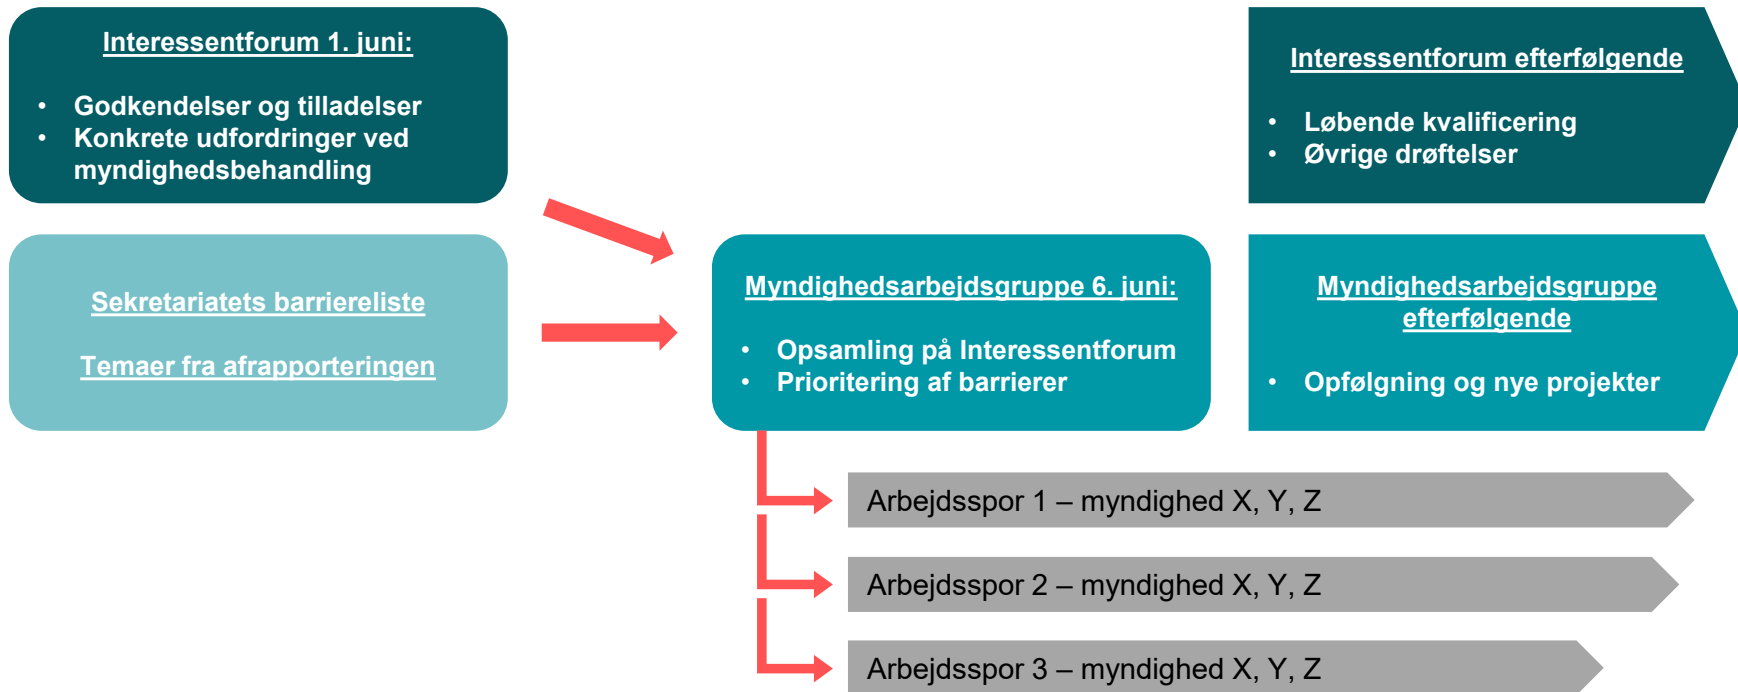 Interessentforum 1. juni:
• Godkendelser og tilladelser
• Konkrete udfordringer ved
myndighedsbehandling
Sekretariatets barriereliste
Temaer fra afrapporteringen
Myndighedsarbejdsgruppe 6. juni:
• Opsamling på Interessentforum
• Prioritering af barrierer
Interessentforum efterfølgende
• Løbende kvalificering
• Øvrige drøftelser
Myndighedsarbejdsgruppe
efterfølgende
• Opfølgning og nye projekter
Arbejdsspor 1 – myndighed X, Y, Z
Arbejdsspor 2 – myndighed X, Y, Z
Arbejdsspor 3 – myndighed X, Y, Z